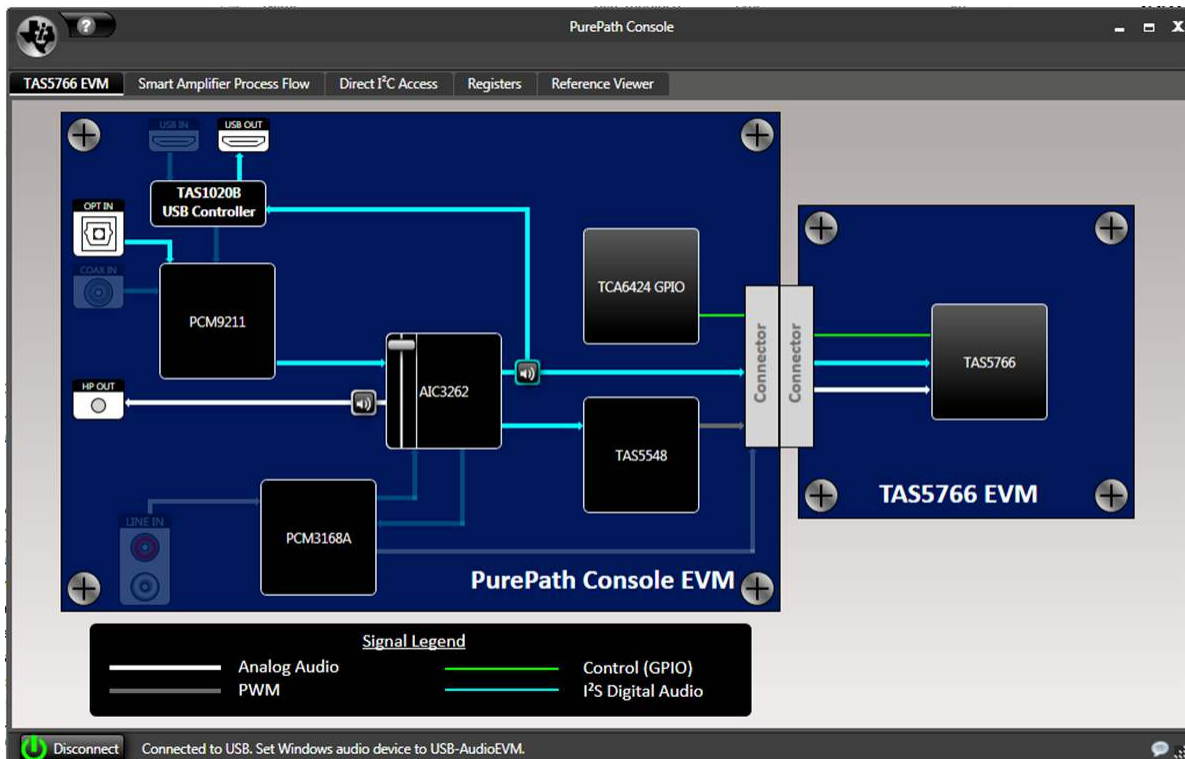 PurePath Console
TAS5766 EVM
Smart Amplifier Process Flow
Direct I²C Access
Registers
Reference Viewer
USB IN
USB OUT
TAS1020B
USB Controller
OPT IN
COAX IN
PCM9211
TCA6424 GPIO
HP OUT
AIC3262
Connector
Connector
TAS5766
TAS5548
LINE IN
PCM3168A
TAS5766 EVM
PurePath Console EVM
Signal Legend
Analog Audio
Control (GPIO)
PWM
I²S Digital Audio
Disconnect
Connected to USB. Set Windows audio device to USB-AudioEVM.